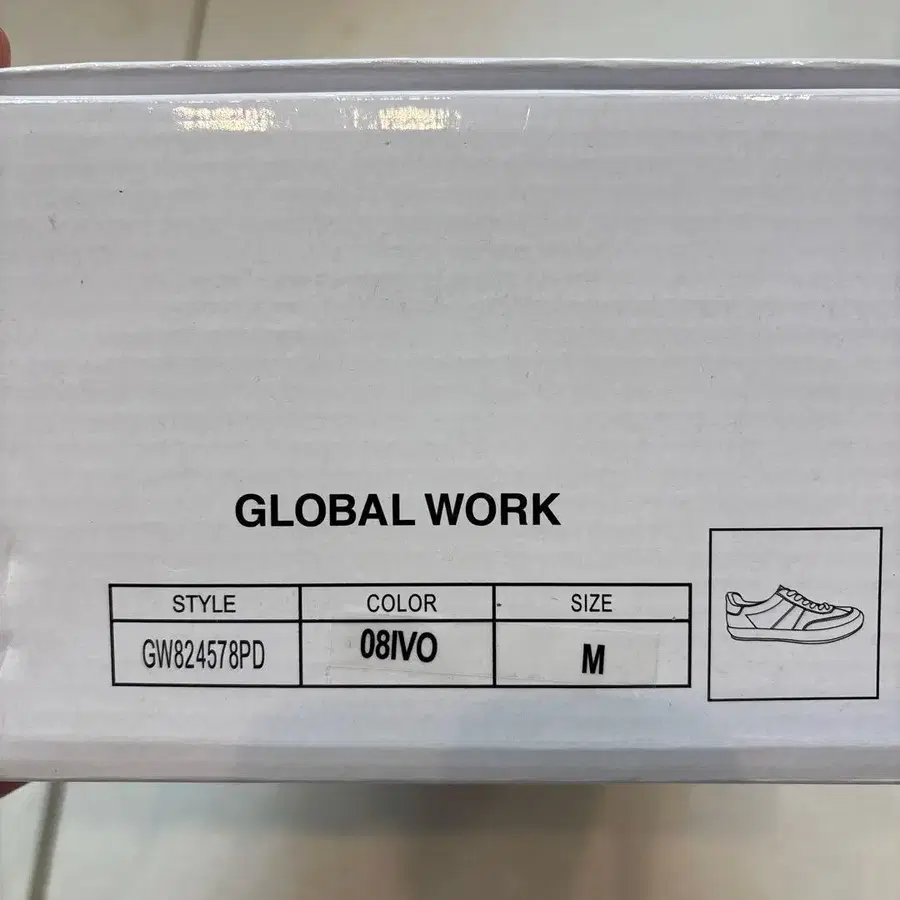 GLOBAL WORK
STYLE COLOR SIZE
GW824578PD 08IVO M